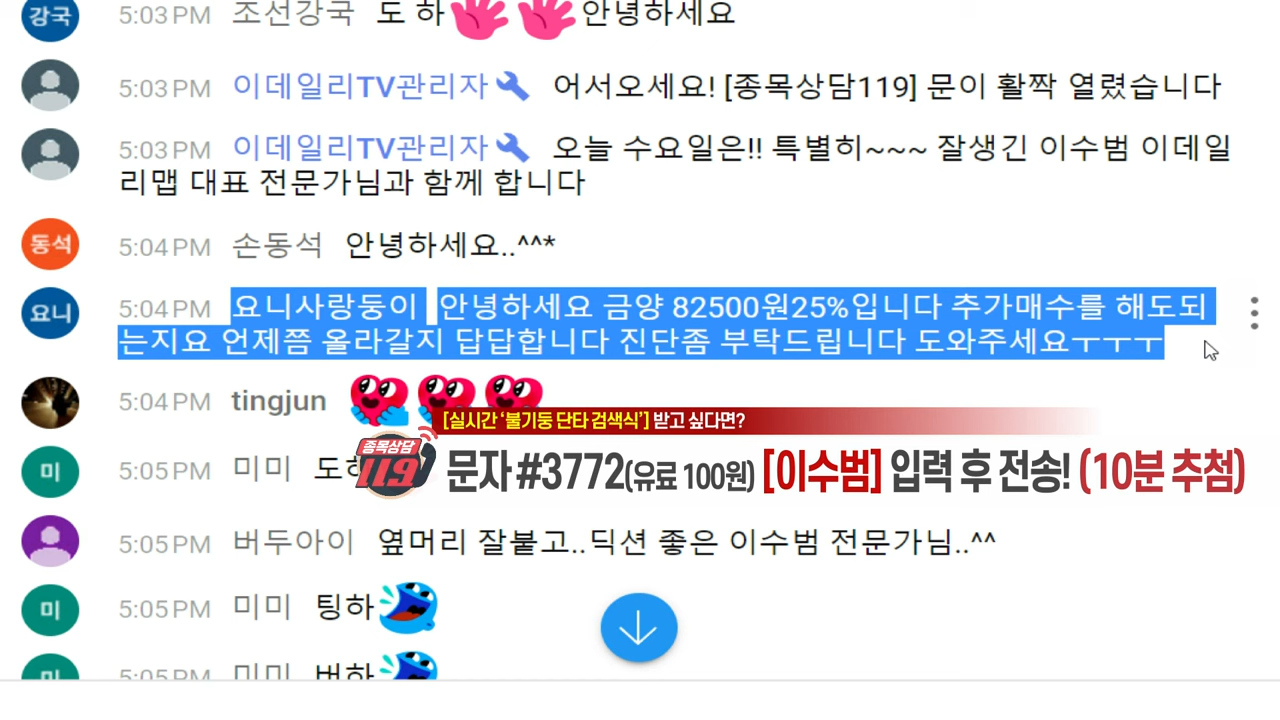 강국 5:03 PM 조선강국 도 하 안녕하세요
5:03 PM 이데일리TV관리자 어서오세요! [종목상담119] 문이 활짝 열렸습니다
5:03 PM 이데일리TV관리자 오늘 수요일은!! 특별히~~~ 잘생긴 이수범 이데일
리맵 대표 전문가님과 함께 합니다
동석 5:04 PM 손동석 안녕하세요..^^*
요니 5:04 PM 요니사랑둥이 안녕하세요 금양 82500원25%입니다 추가매수를 해도되
는지요 언제쯤 올라갈지 답답합니다 진단좀 부탁드립니다 도와주세요ㅜㅜㅜ
5:04 PM tingjun
[실시간 ‘불기둥 단타 검색식’] 받고 싶다면?
미 5:05 PM 미미 도하
종목상담 119 문자 #3772(유료 100원) [이수범] 입력 후 전송! (10분 추첨)
5:05 PM 버두아이 옆머리 잘붙고..딕션 좋은 이수범 전문가님..^^
미 5:05 PM 미미 팅하
미 5:05 PM 미미 버하